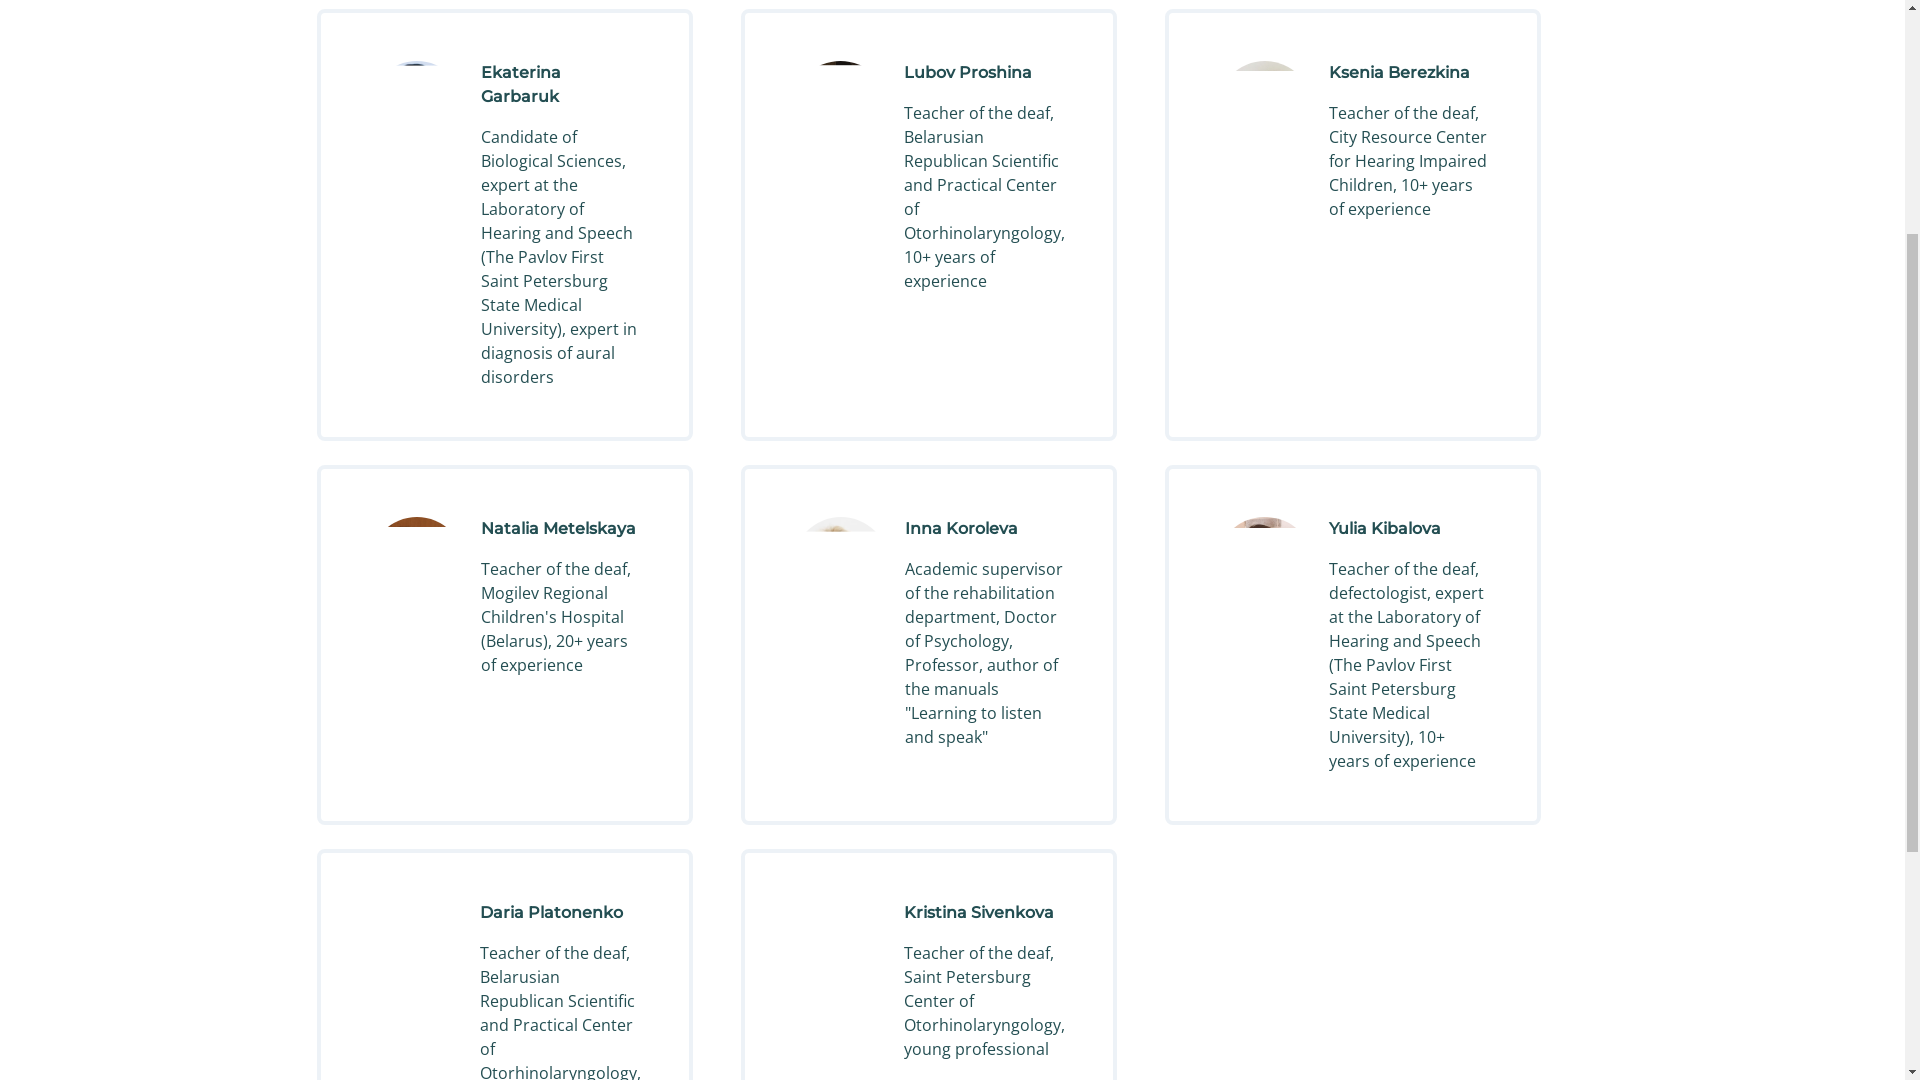 Ekaterina
Garbaruk
Candidate of
Biological Sciences,
expert at the
Laboratory of
Hearing and Speech
(The Pavlov First
Saint Petersburg
State Medical
University), expert in
diagnosis of aural
disorders
Lubov Proshina
Teacher of the deaf,
Belarusian
Republican Scientific
and Practical Center
of
Otorhinolaryngology,
10+ years of
experience
Ksenia Berezkina
Teacher of the deaf,
City Resource Center
for Hearing Impaired
Children, 10+ years
of experience
Natalia Metelskaya
Teacher of the deaf,
Mogilev Regional
Children's Hospital
(Belarus), 20+ years
of experience
Inna Koroleva
Academic supervisor
of the rehabilitation
department, Doctor
of Psychology,
Professor, author of
the manuals
"Learning to listen
and speak"
Yulia Kibalova
Teacher of the deaf,
defectologist, expert
at the Laboratory of
Hearing and Speech
(The Pavlov First
Saint Petersburg
State Medical
University), 10+
years of experience
Daria Platonenko
Teacher of the deaf,
Belarusian
Republican Scientific
and Practical Center
of
Otorhinolaryngology,
Kristina Sivenkova
Teacher of the deaf,
Saint Petersburg
Center of
Otorhinolaryngology,
young professional